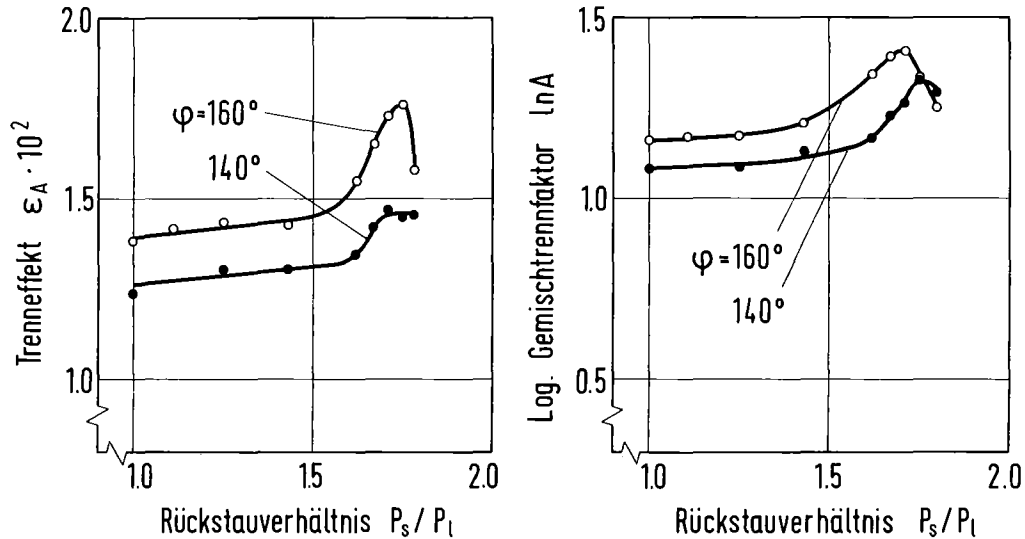 2.0
Trenneffekt ε_A · 10²
φ=160°
140°
1.5
1.0
1.0 1.5 2.0
Rückstauverhältnis P_s/P_l
1.5
Log. Gemischtrennfaktor lnA
1.0
φ=160°
140°
0.5
1.0 1.5 2.0
Rückstauverhältnis P_s/P_l